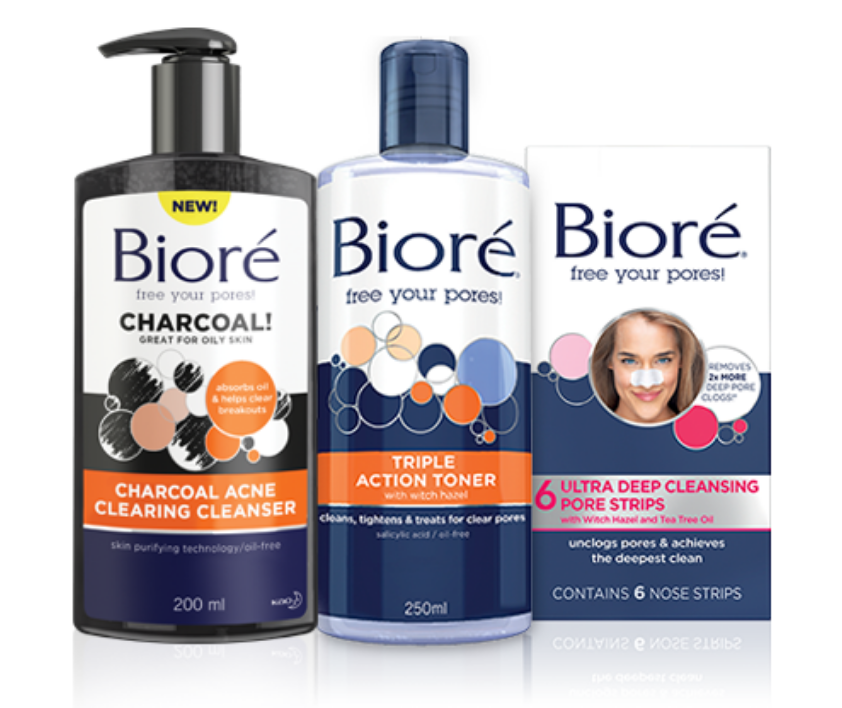 NEW!
Bioré
free your pores!
CHARCOAL!
GREAT FOR OILY SKIN
absorbs oil
& helps clear
breakouts
CHARCOAL ACNE
CLEARING CLEANSER
skin purifying technology/oil-free
200 ml
Kao
Bioré
free your pores!
TRIPLE
ACTION TONER
with witch hazel
cleans, tightens & treats for clear pores
salicylic acid / oil-free
250ml
Bioré®
free your pores!
REMOVES
2x MORE
DEEP PORE
CLOGS!*
6 ULTRA DEEP CLEANSING
PORE STRIPS
with Witch Hazel and Tea Tree Oil
unclogs pores & achieves
the deepest clean
CONTAINS 6 NOSE STRIPS